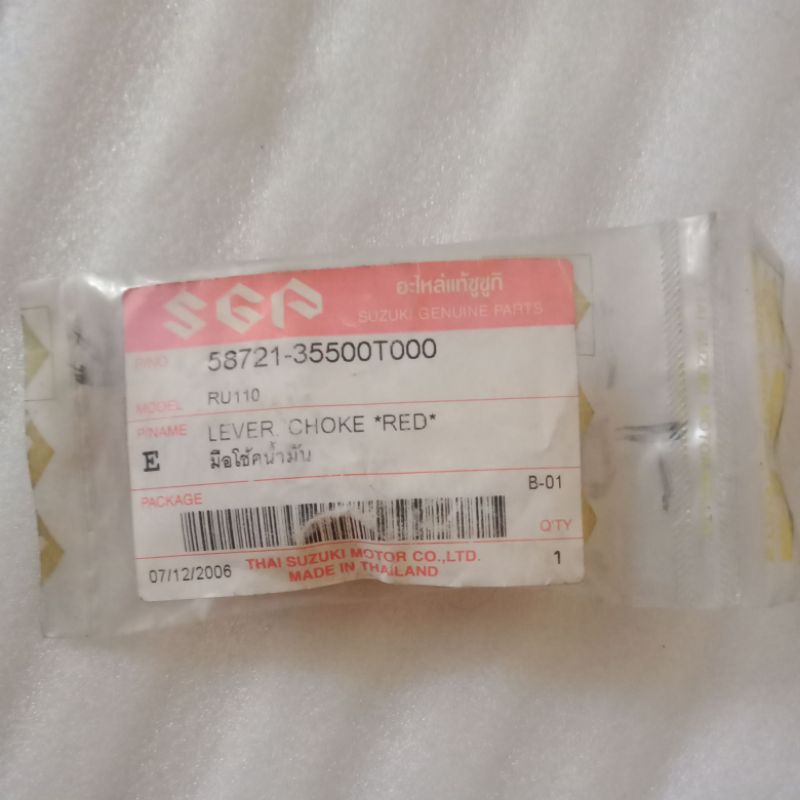 SGP อะไหล่แท้ซูซูกิ
SUZUKI GENUINE PARTS
P/NO. 58721-35500T000
MODEL RU110
P/NAME LEVER, CHOKE *RED*
E มือโช้คน้ำมัน
PACKAGE B-01
Q'TY
07/12/2006 THAI SUZUKI MOTOR CO.,LTD. 1
MADE IN THAILAND